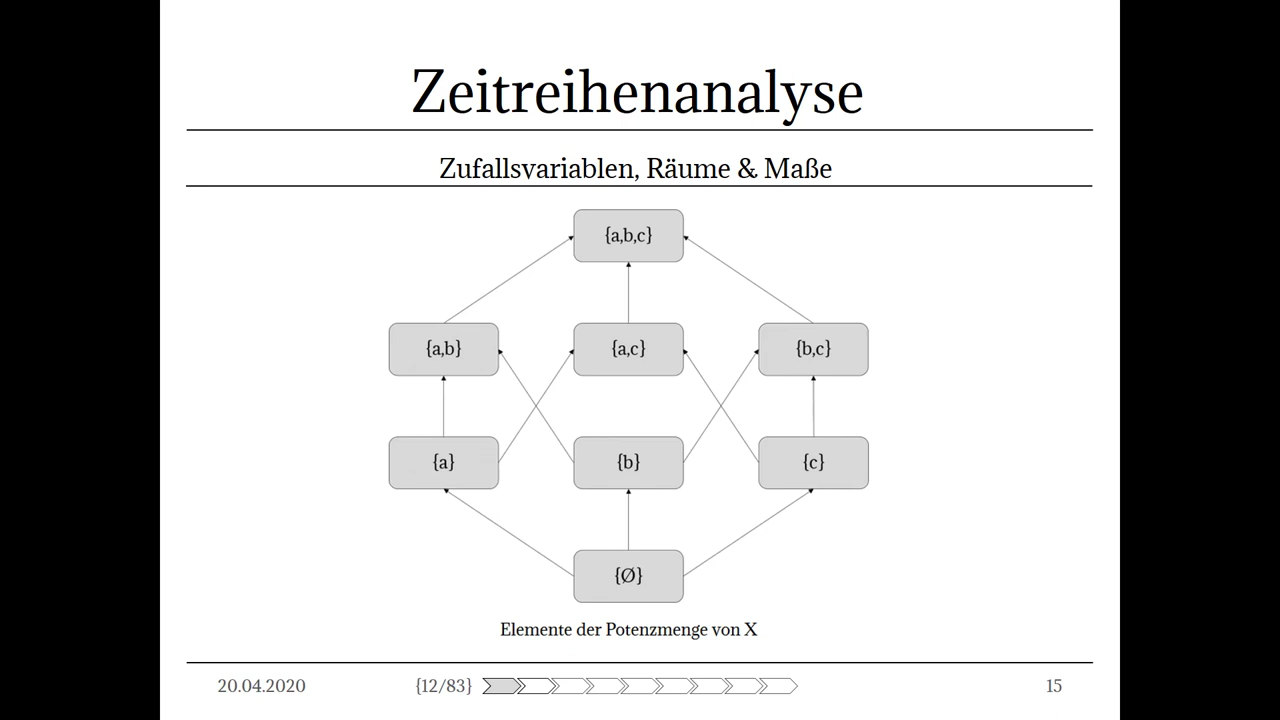 Zeitreihenanalyse
Zufallsvariablen, Räume & Maße
{a,b,c}
{a,b} {a,c} {b,c}
{a} {b} {c}
{Ø}
Elemente der Potenzmenge von X
20.04.2020 {12/83} 15